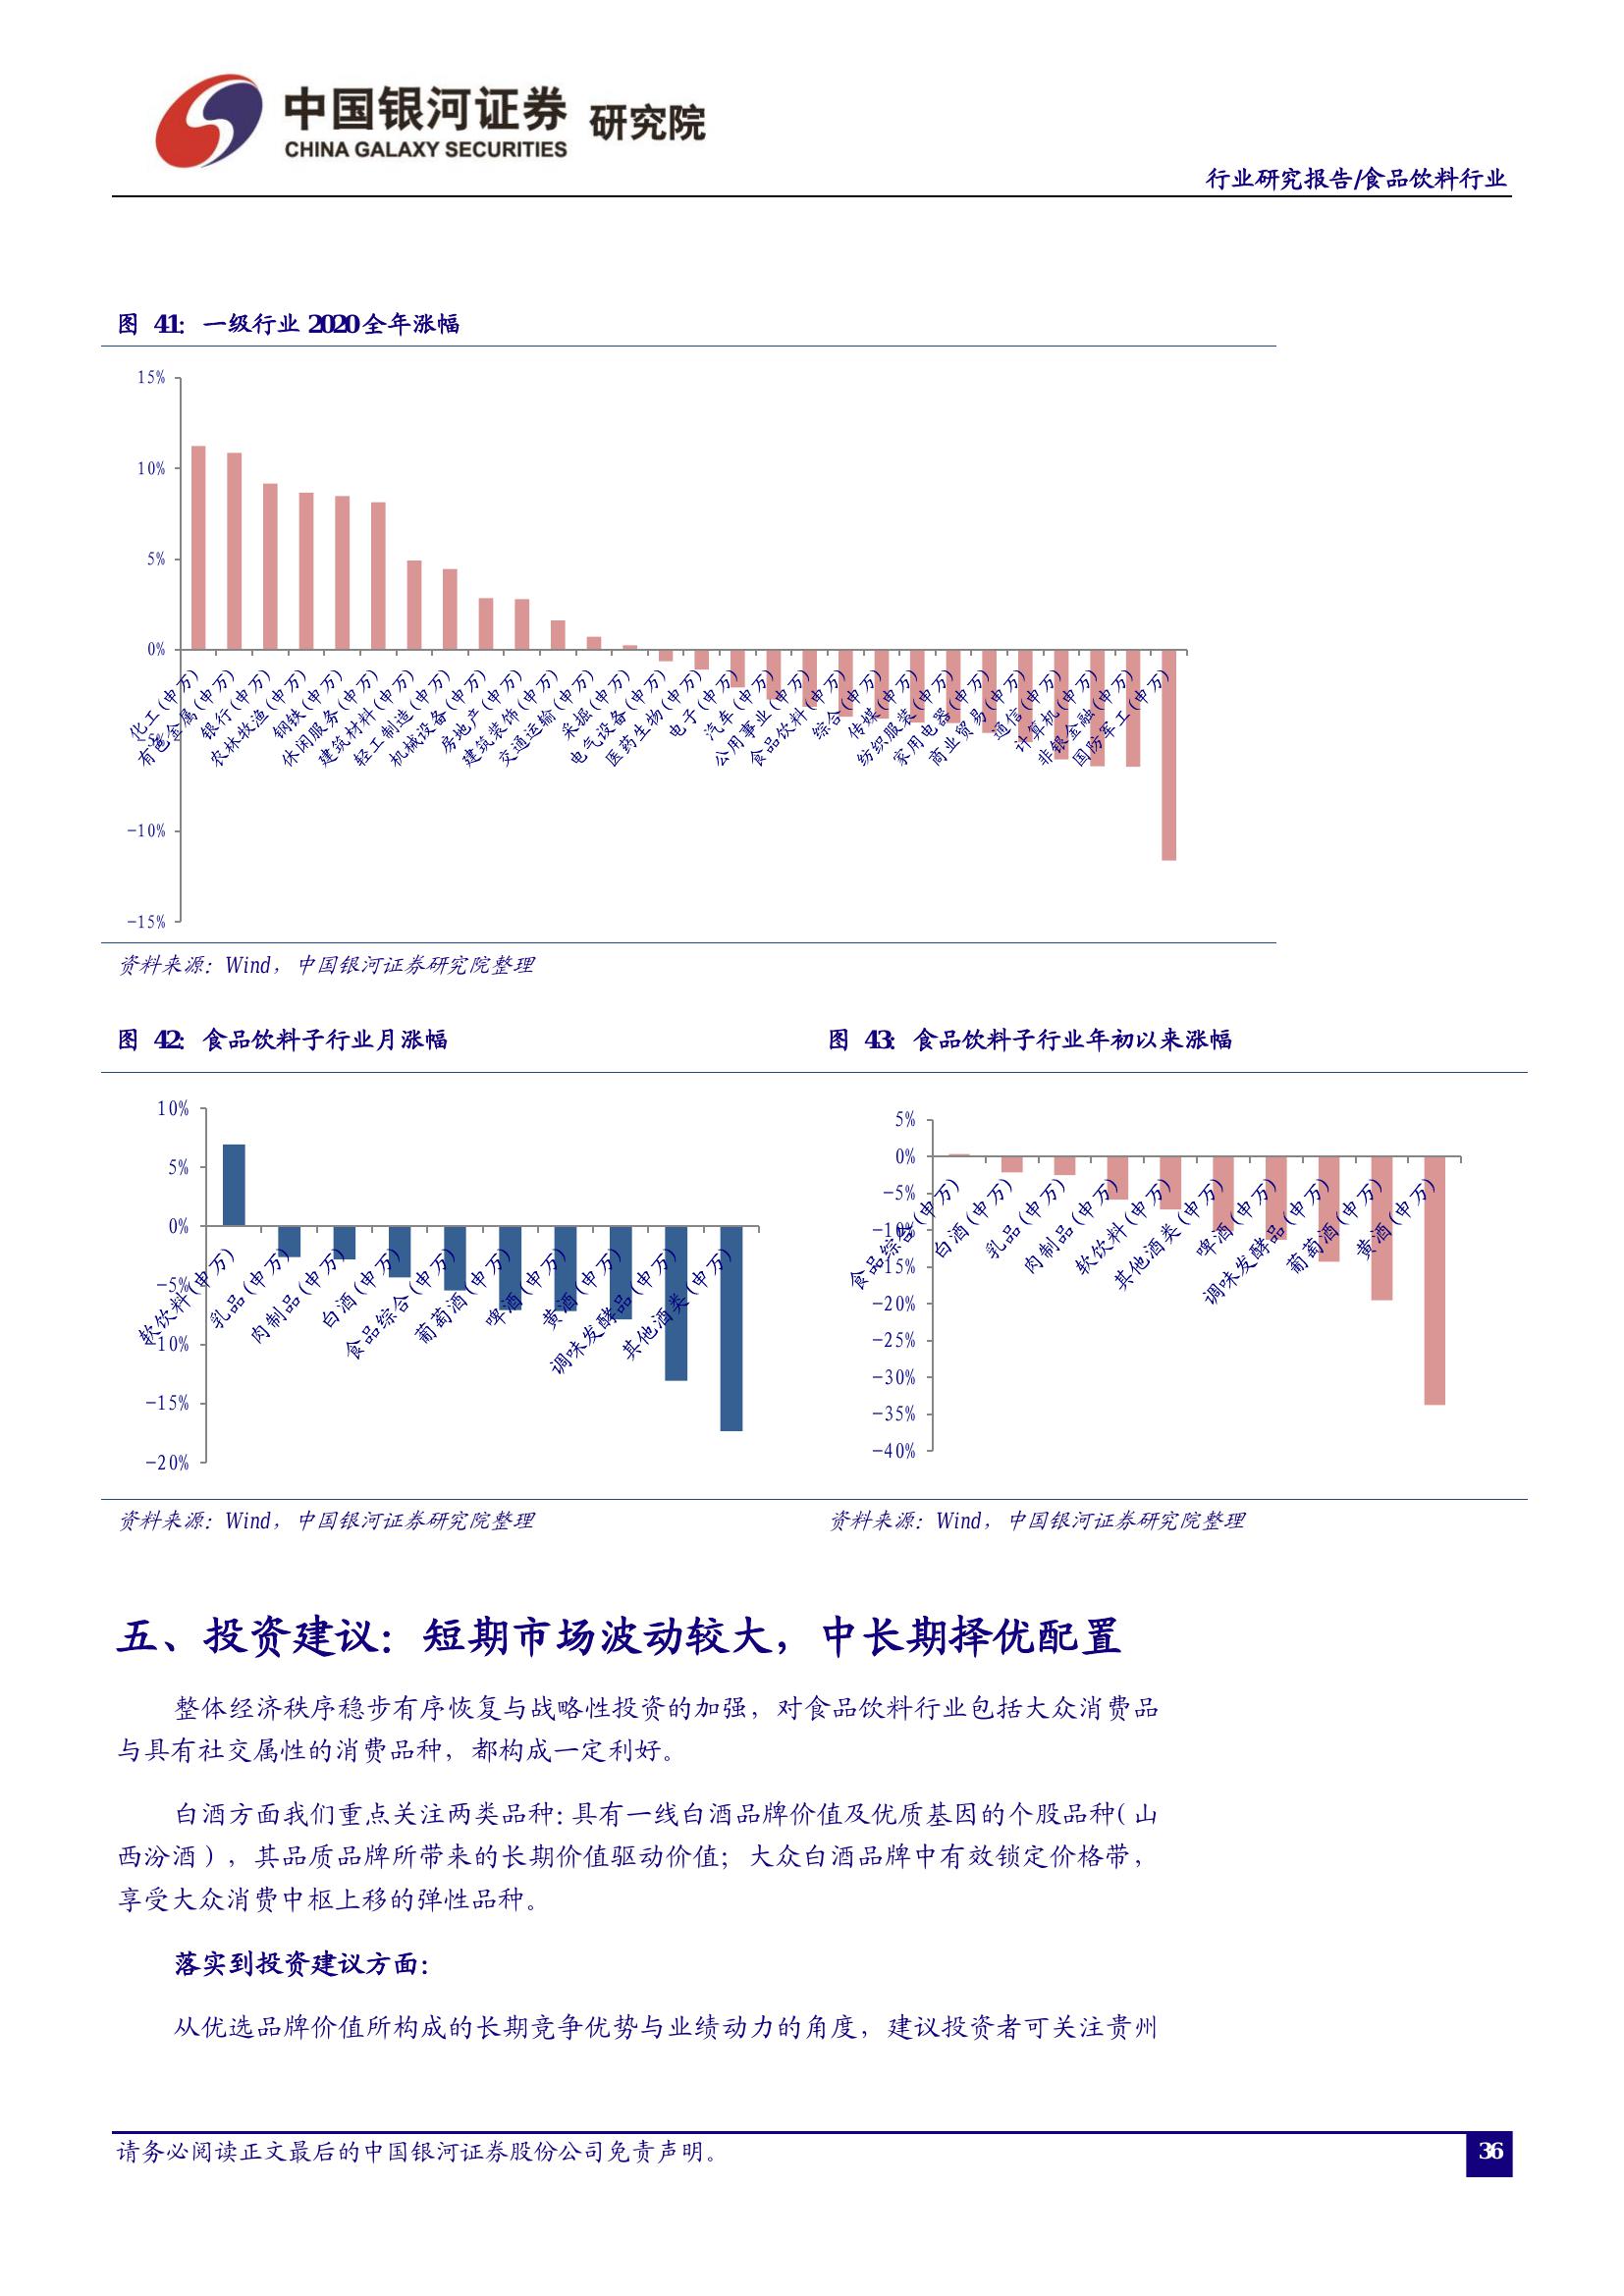 中国银河证券 研究院
CHINA GALAXY SECURITIES
行业研究报告/食品饮料行业
图 41: 一级行业 2020 全年涨幅
15%
10%
5%
0%
-10%
-15%
化工(申万)
有色金属(申万)
银行(申万)
农林牧渔(申万)
钢铁(申万)
休闲服务(申万)
建筑材料(申万)
轻工制造(申万)
机械设备(申万)
房地产(申万)
建筑装饰(申万)
交通运输(申万)
采掘(申万)
电气设备(申万)
医药生物(申万)
电子(申万)
汽车(申万)
公用事业(申万)
食品饮料(申万)
综合(申万)
传媒(申万)
纺织服装(申万)
家用电器(申万)
商业贸易(申万)
通信(申万)
计算机(申万)
非银金融(申万)
国防军工(申万)
资料来源: Wind, 中国银河证券研究院整理
图 42: 食品饮料子行业月涨幅
10%
5%
0%
-5%
-10%
-15%
-20%
软饮料(申万)
乳品(申万)
肉制品(申万)
白酒(申万)
食品综合(申万)
葡萄酒(申万)
啤酒(申万)
黄酒(申万)
调味发酵品(申万)
其他酒类(申万)
资料来源: Wind, 中国银河证券研究院整理
图 43: 食品饮料子行业年初以来涨幅
5%
0%
-5%
-10%
-15%
-20%
-25%
-30%
-35%
-40%
食品综合(申万)
白酒(申万)
乳品(申万)
肉制品(申万)
软饮料(申万)
其他酒类(申万)
啤酒(申万)
调味发酵品(申万)
葡萄酒(申万)
黄酒(申万)
资料来源: Wind, 中国银河证券研究院整理
五、投资建议: 短期市场波动较大, 中长期择优配置
整体经济秩序稳步有序恢复与战略性投资的加强, 对食品饮料行业包括大众消费品
与具有社交属性的消费品种, 都构成一定利好。
白酒方面我们重点关注两类品种: 具有一线白酒品牌价值及优质基因的个股品种(山
西汾酒), 其品质品牌所带来的长期价值驱动价值; 大众白酒品牌中有效锁定价格带,
享受大众消费中枢上移的弹性品种。
落实到投资建议方面:
从优选品牌价值所构成的长期竞争优势与业绩动力的角度, 建议投资者可关注贵州
请务必阅读正文最后的中国银河证券股份公司免责声明。
36